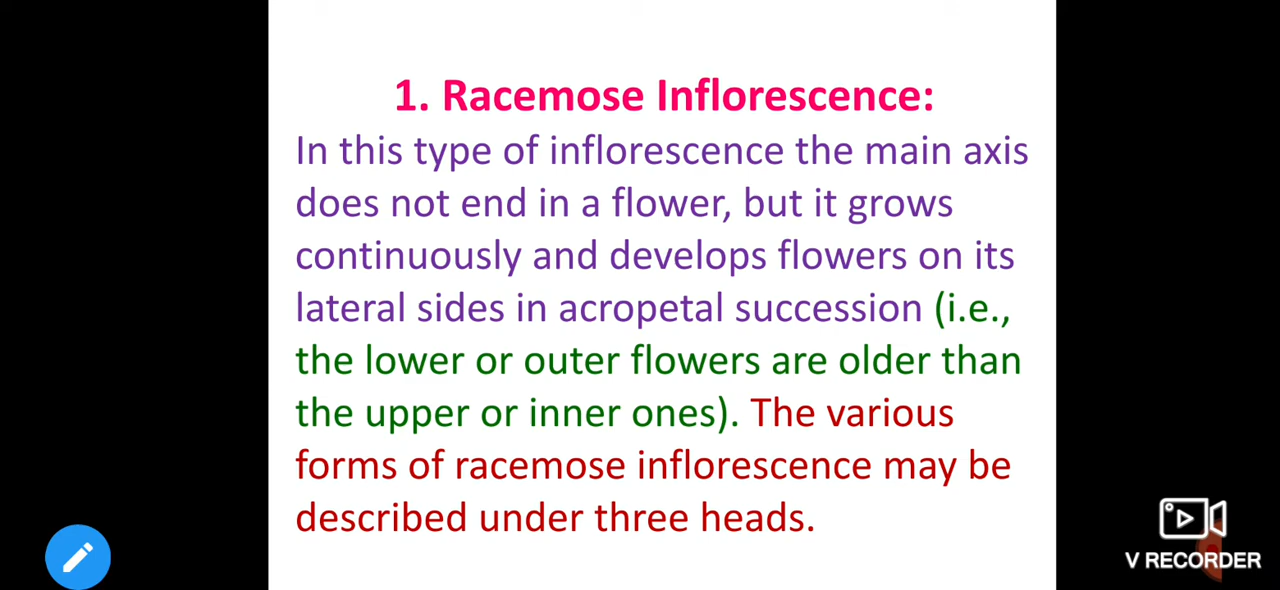 1. Racemose Inflorescence:
In this type of inflorescence the main axis
does not end in a flower, but it grows
continuously and develops flowers on its
lateral sides in acropetal succession (i.e.,
the lower or outer flowers are older than
the upper or inner ones). The various
forms of racemose inflorescence may be
described under three heads.
V RECORDER